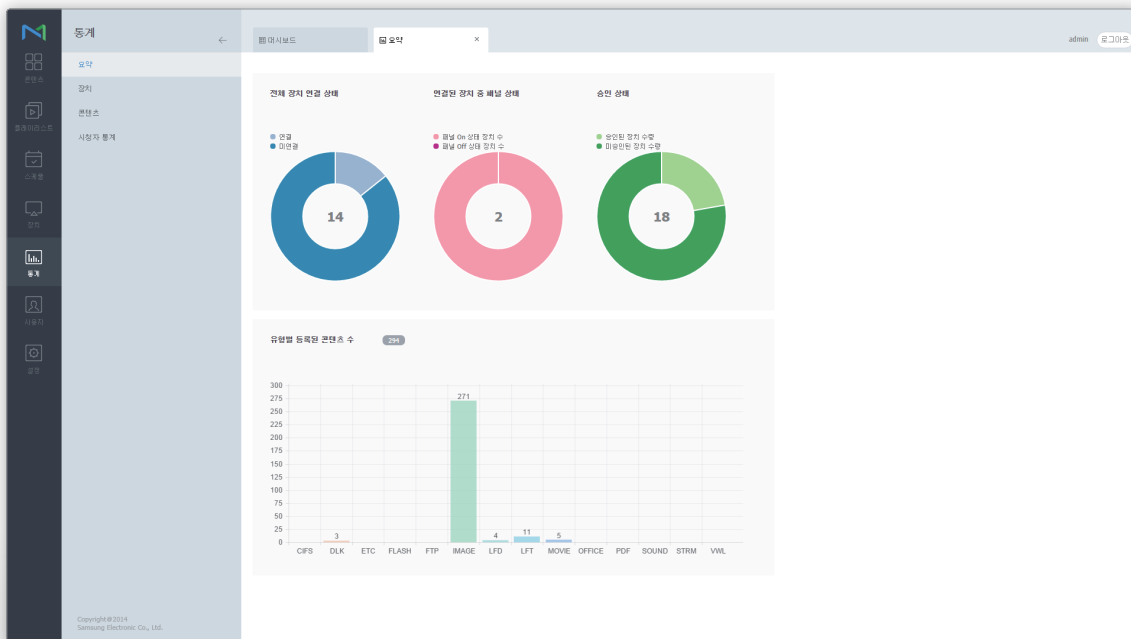 통계
←
대시보드
요약
×
admin
로그아웃
콘텐츠
플레이리스트
스케줄
장치
통계
사용자
설정
요약
장치
콘텐츠
시청자 통계
전체 장치 연결 상태
연결
미연결
14
연결된 장치 중 패널 상태
패널 On 상태 장치 수
패널 Off 상태 장치 수
2
승인 상태
승인된 장치 수량
미승인된 장치 수량
18
유형별 등록된 콘텐츠 수
294
300
275
250
225
200
175
150
125
100
75
50
25
0
3
271
4
11
5
CIFS DLK ETC FLASH FTP IMAGE LFD LFT MOVIE OFFICE PDF SOUND STRM VWL
Copyright©2014
Samsung Electronic Co., Ltd.